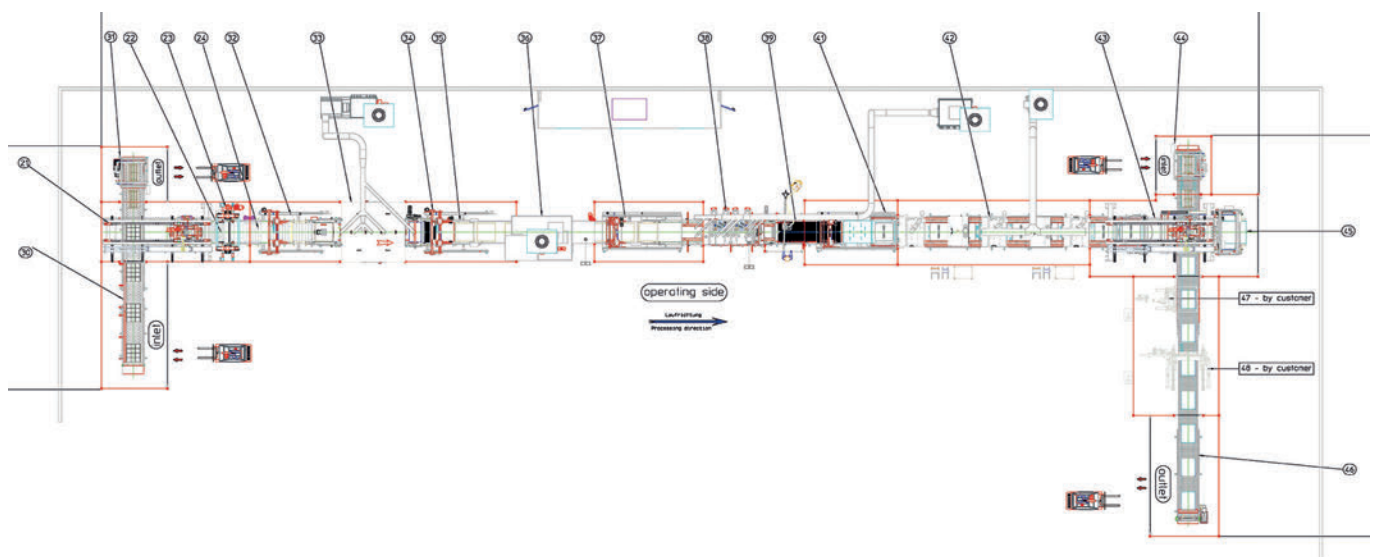 31
22
23
24
32
33
34
35
36
37
38
39
41
42
43
44
21
outlet
inlet
45
30
operating side
47 - by customer
Laufrichtung
Processing direction
inlet
48 - by customer
outlet
46